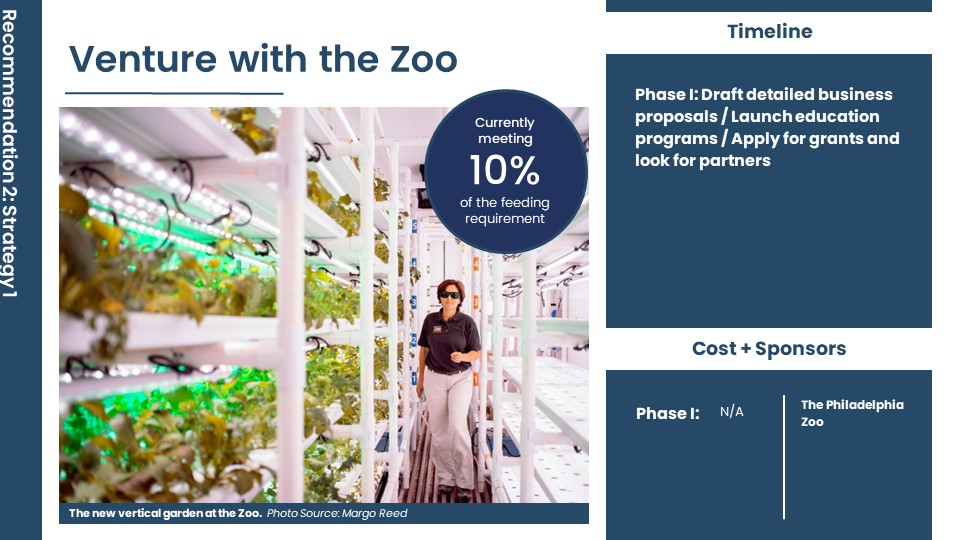 Recommendation 2: Strategy 1
Venture with the Zoo
Currently
meeting
10%
of the feeding
requirement
The new vertical garden at the Zoo. Photo Source: Margo Reed
Timeline
Phase I: Draft detailed business
proposals / Launch education
programs / Apply for grants and
look for partners
Cost + Sponsors
Phase I: N/A
The Philadelphia
Zoo